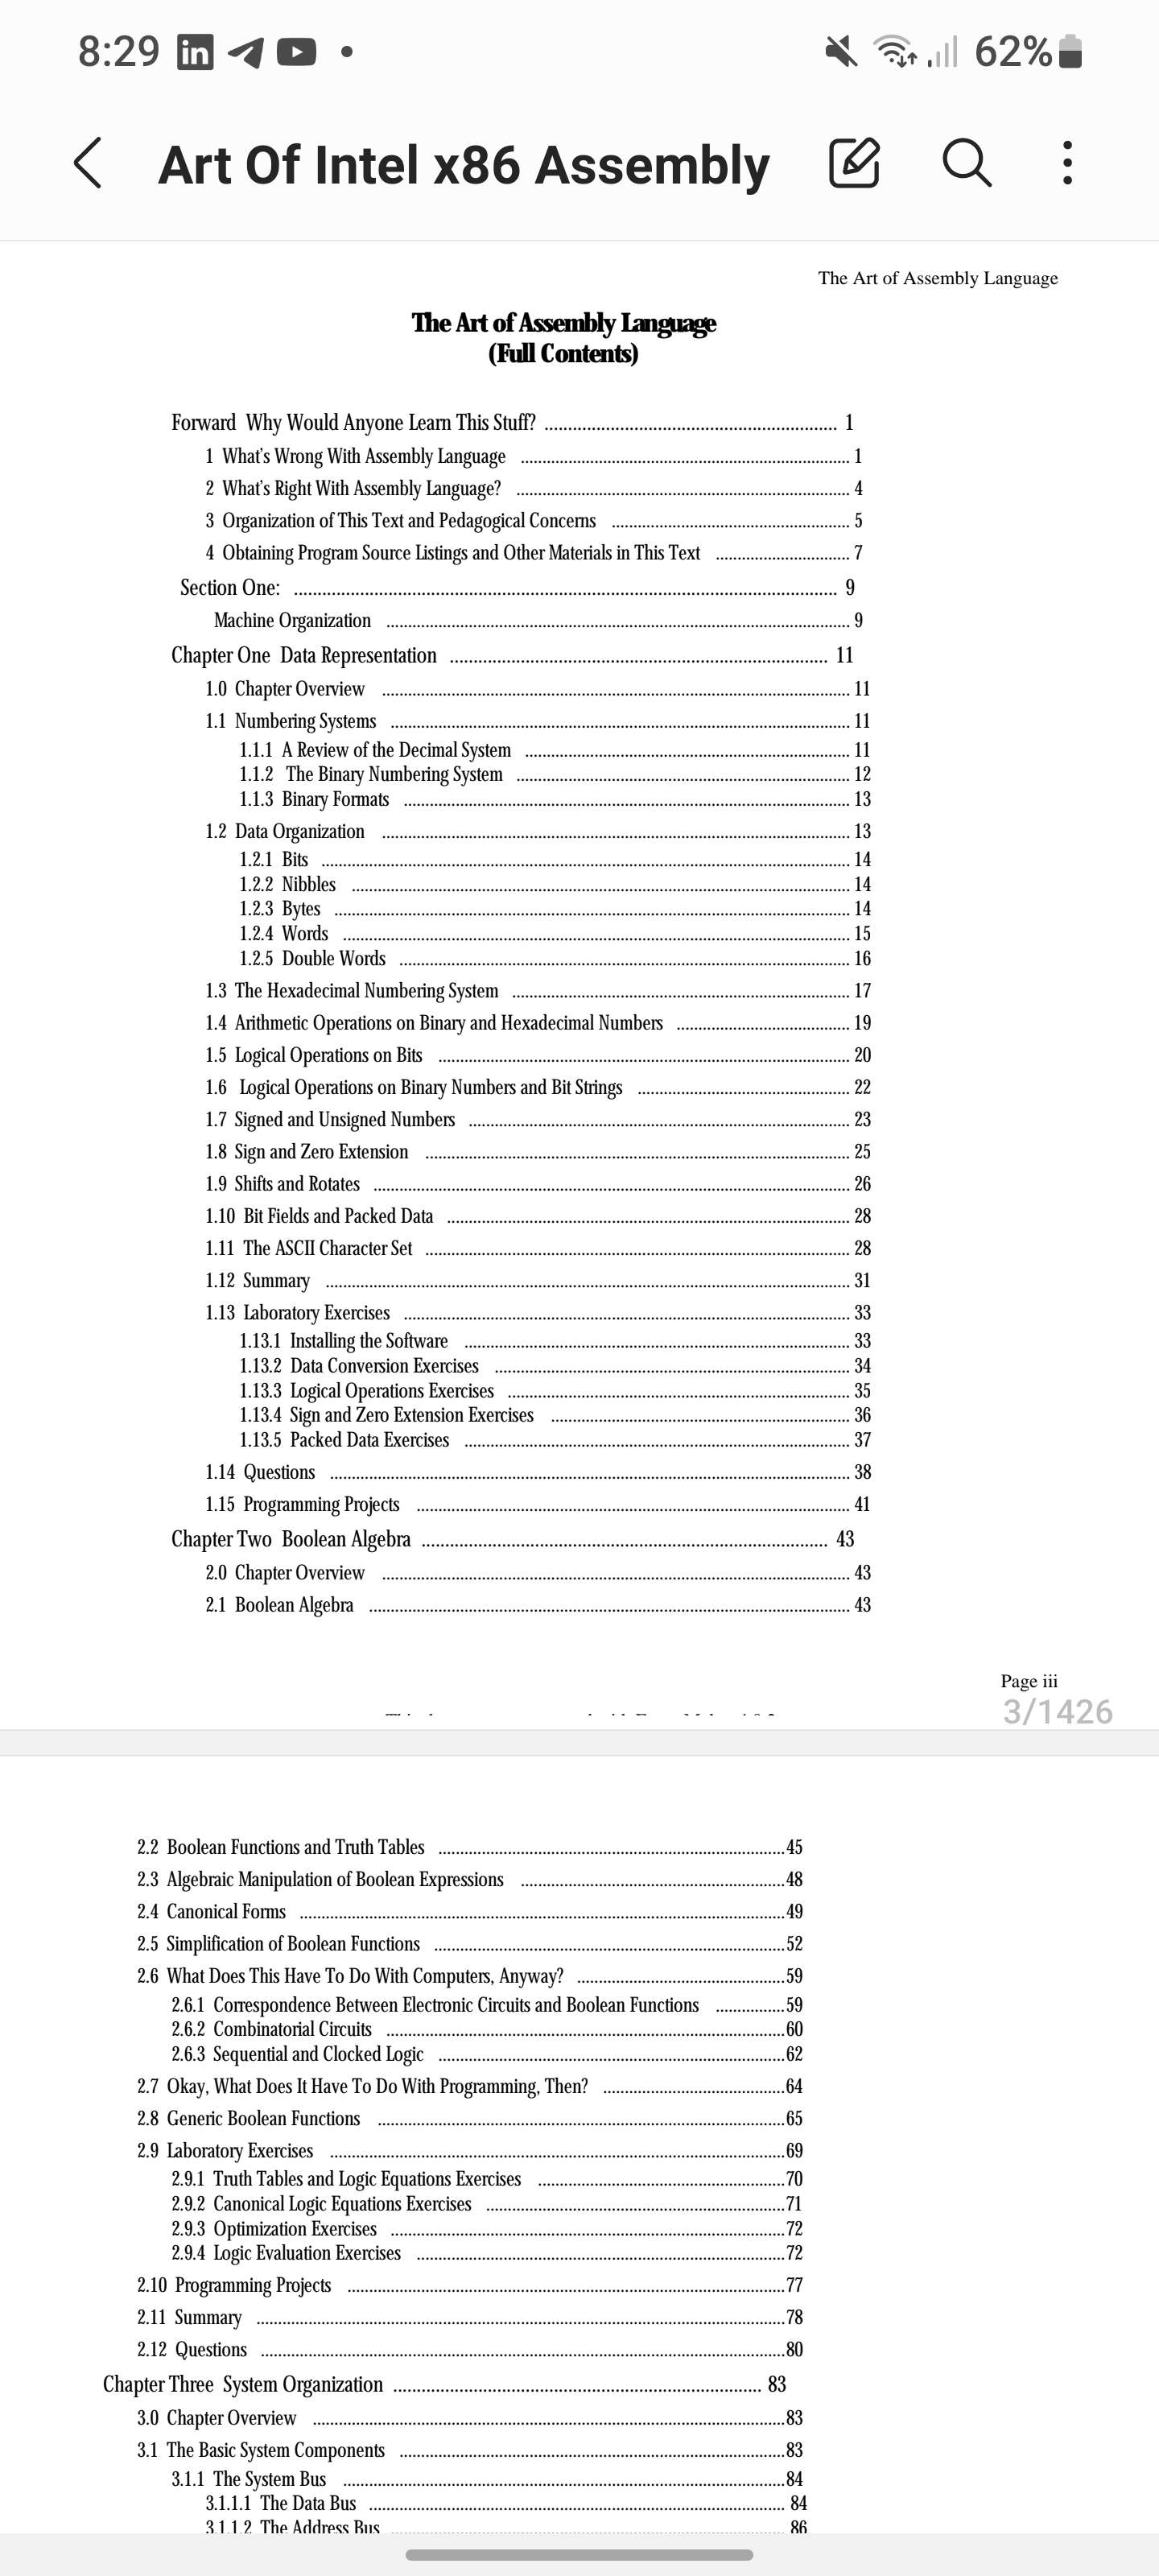 8:29
62%
Art Of Intel x86 Assembly
The Art of Assembly Language
The Art of Assembly Language
(Full Contents)
Forward Why Would Anyone Learn This Stuff? ........ 1
1 What's Wrong With Assembly Language ........ 1
2 What's Right With Assembly Language? ........ 4
3 Organization of This Text and Pedagogical Concerns ........ 5
4 Obtaining Program Source Listings and Other Materials in This Text ........ 7
Section One: ........ 9
Machine Organization ........ 9
Chapter One Data Representation ........ 11
1.0 Chapter Overview ........ 11
1.1 Numbering Systems ........ 11
1.1.1 A Review of the Decimal System ........ 11
1.1.2 The Binary Numbering System ........ 12
1.1.3 Binary Formats ........ 13
1.2 Data Organization ........ 13
1.2.1 Bits ........ 14
1.2.2 Nibbles ........ 14
1.2.3 Bytes ........ 14
1.2.4 Words ........ 15
1.2.5 Double Words ........ 16
1.3 The Hexadecimal Numbering System ........ 17
1.4 Arithmetic Operations on Binary and Hexadecimal Numbers ........ 19
1.5 Logical Operations on Bits ........ 20
1.6 Logical Operations on Binary Numbers and Bit Strings ........ 22
1.7 Signed and Unsigned Numbers ........ 23
1.8 Sign and Zero Extension ........ 25
1.9 Shifts and Rotates ........ 26
1.10 Bit Fields and Packed Data ........ 28
1.11 The ASCII Character Set ........ 28
1.12 Summary ........ 31
1.13 Laboratory Exercises ........ 33
1.13.1 Installing the Software ........ 33
1.13.2 Data Conversion Exercises ........ 34
1.13.3 Logical Operations Exercises ........ 35
1.13.4 Sign and Zero Extension Exercises ........ 36
1.13.5 Packed Data Exercises ........ 37
1.14 Questions ........ 38
1.15 Programming Projects ........ 41
Chapter Two Boolean Algebra ........ 43
2.0 Chapter Overview ........ 43
2.1 Boolean Algebra ........ 43
Page iii
3/1426
2.2 Boolean Functions and Truth Tables ........ 45
2.3 Algebraic Manipulation of Boolean Expressions ........ 48
2.4 Canonical Forms ........ 49
2.5 Simplification of Boolean Functions ........ 52
2.6 What Does This Have To Do With Computers, Anyway? ........ 59
2.6.1 Correspondence Between Electronic Circuits and Boolean Functions ........ 59
2.6.2 Combinatorial Circuits ........ 60
2.6.3 Sequential and Clocked Logic ........ 62
2.7 Okay, What Does It Have To Do With Programming, Then? ........ 64
2.8 Generic Boolean Functions ........ 65
2.9 Laboratory Exercises ........ 69
2.9.1 Truth Tables and Logic Equations Exercises ........ 70
2.9.2 Canonical Logic Equations Exercises ........ 71
2.9.3 Optimization Exercises ........ 72
2.9.4 Logic Evaluation Exercises ........ 72
2.10 Programming Projects ........ 77
2.11 Summary ........ 78
2.12 Questions ........ 80
Chapter Three System Organization ........ 83
3.0 Chapter Overview ........ 83
3.1 The Basic System Components ........ 83
3.1.1 The System Bus ........ 84
3.1.1.1 The Data Bus ........ 84
3.1.1.2 The Address Bus ........ 86